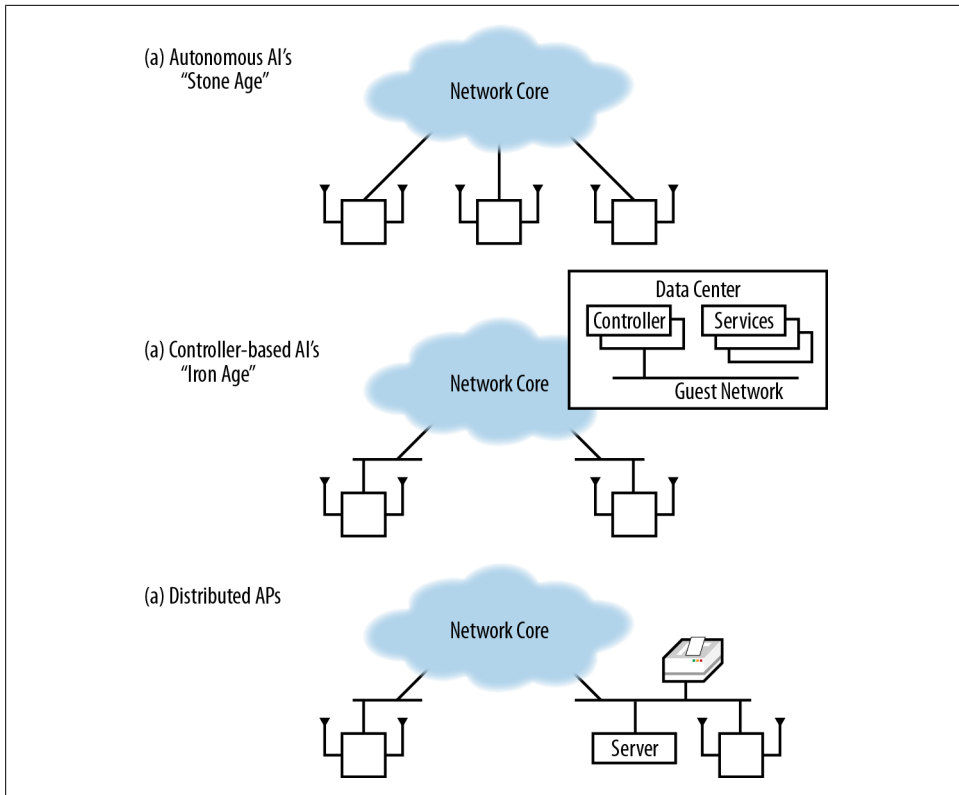 (a) Autonomous AI’s
“Stone Age”
Network Core
Data Center
Controller
Services
Guest Network
(a) Controller-based AI’s
“Iron Age”
Network Core
(a) Distributed APs
Network Core
Server